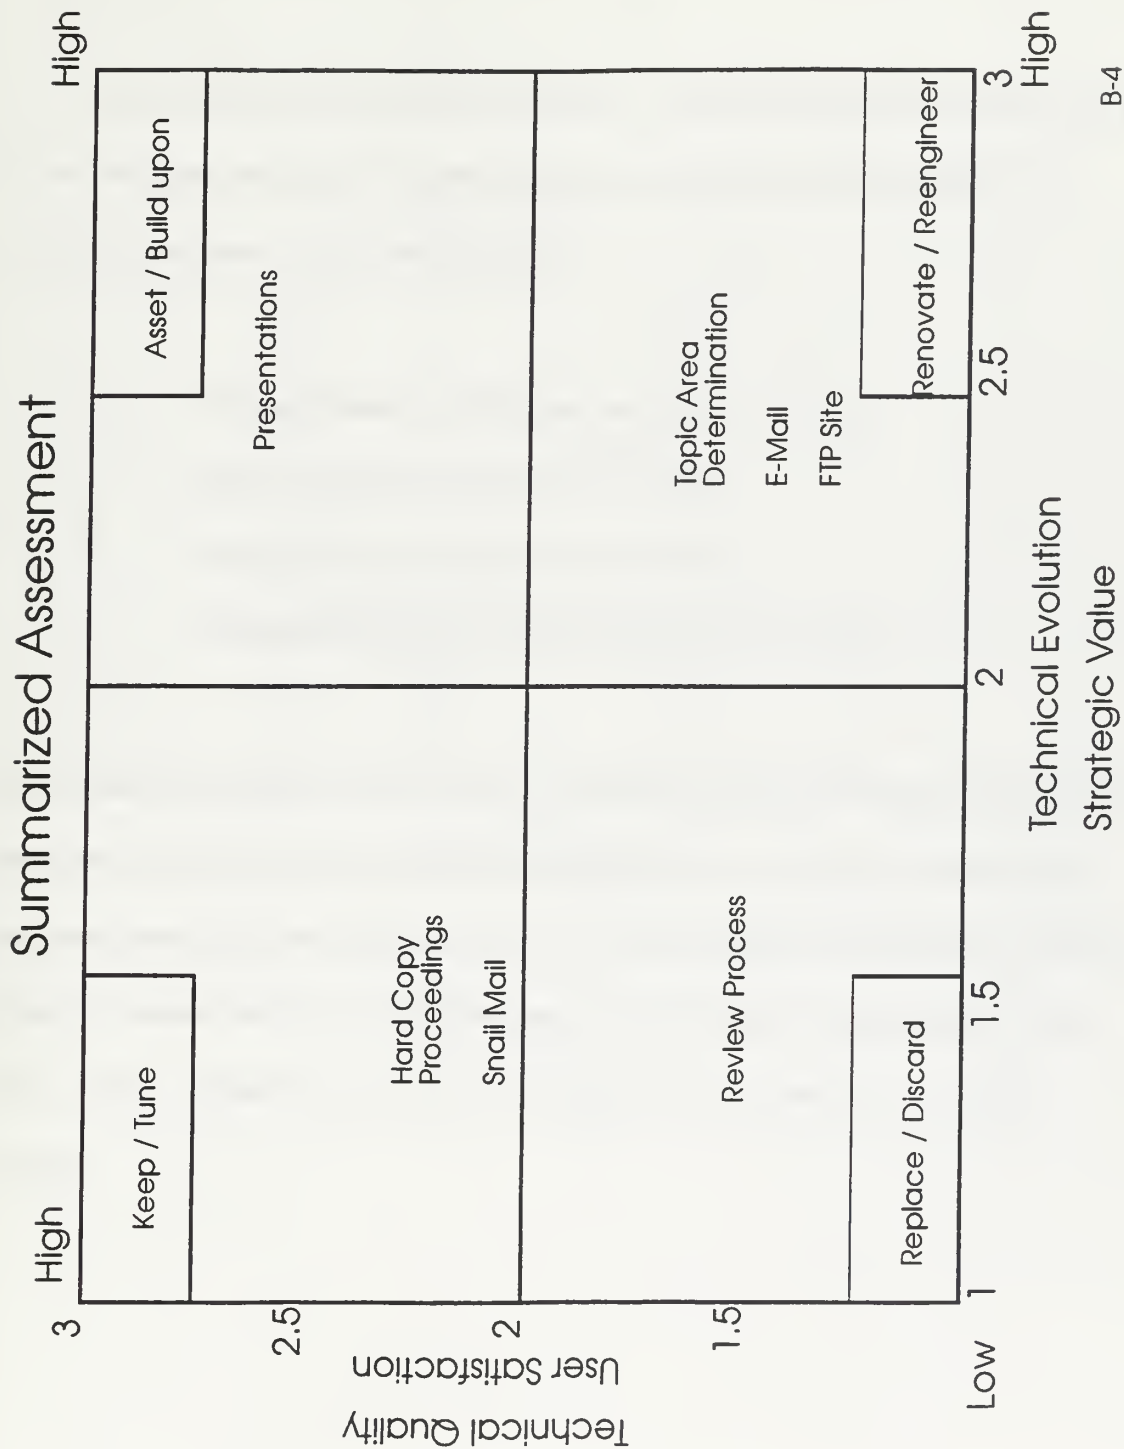 Summarized Assessment
High
High
3
Keep / Tune
Asset / Build upon
2.5
Presentations
Hard Copy
Proceedings
Snail Mail
2
User Satisfaction
Technical Quality
Topic Area
Determination
1.5
Review Process
E-Mail
FTP Site
Replace / Discard
Renovate / Reengineer
Low
1
1.5
2
2.5
3
High
Technical Evolution
Strategic Value
B-4